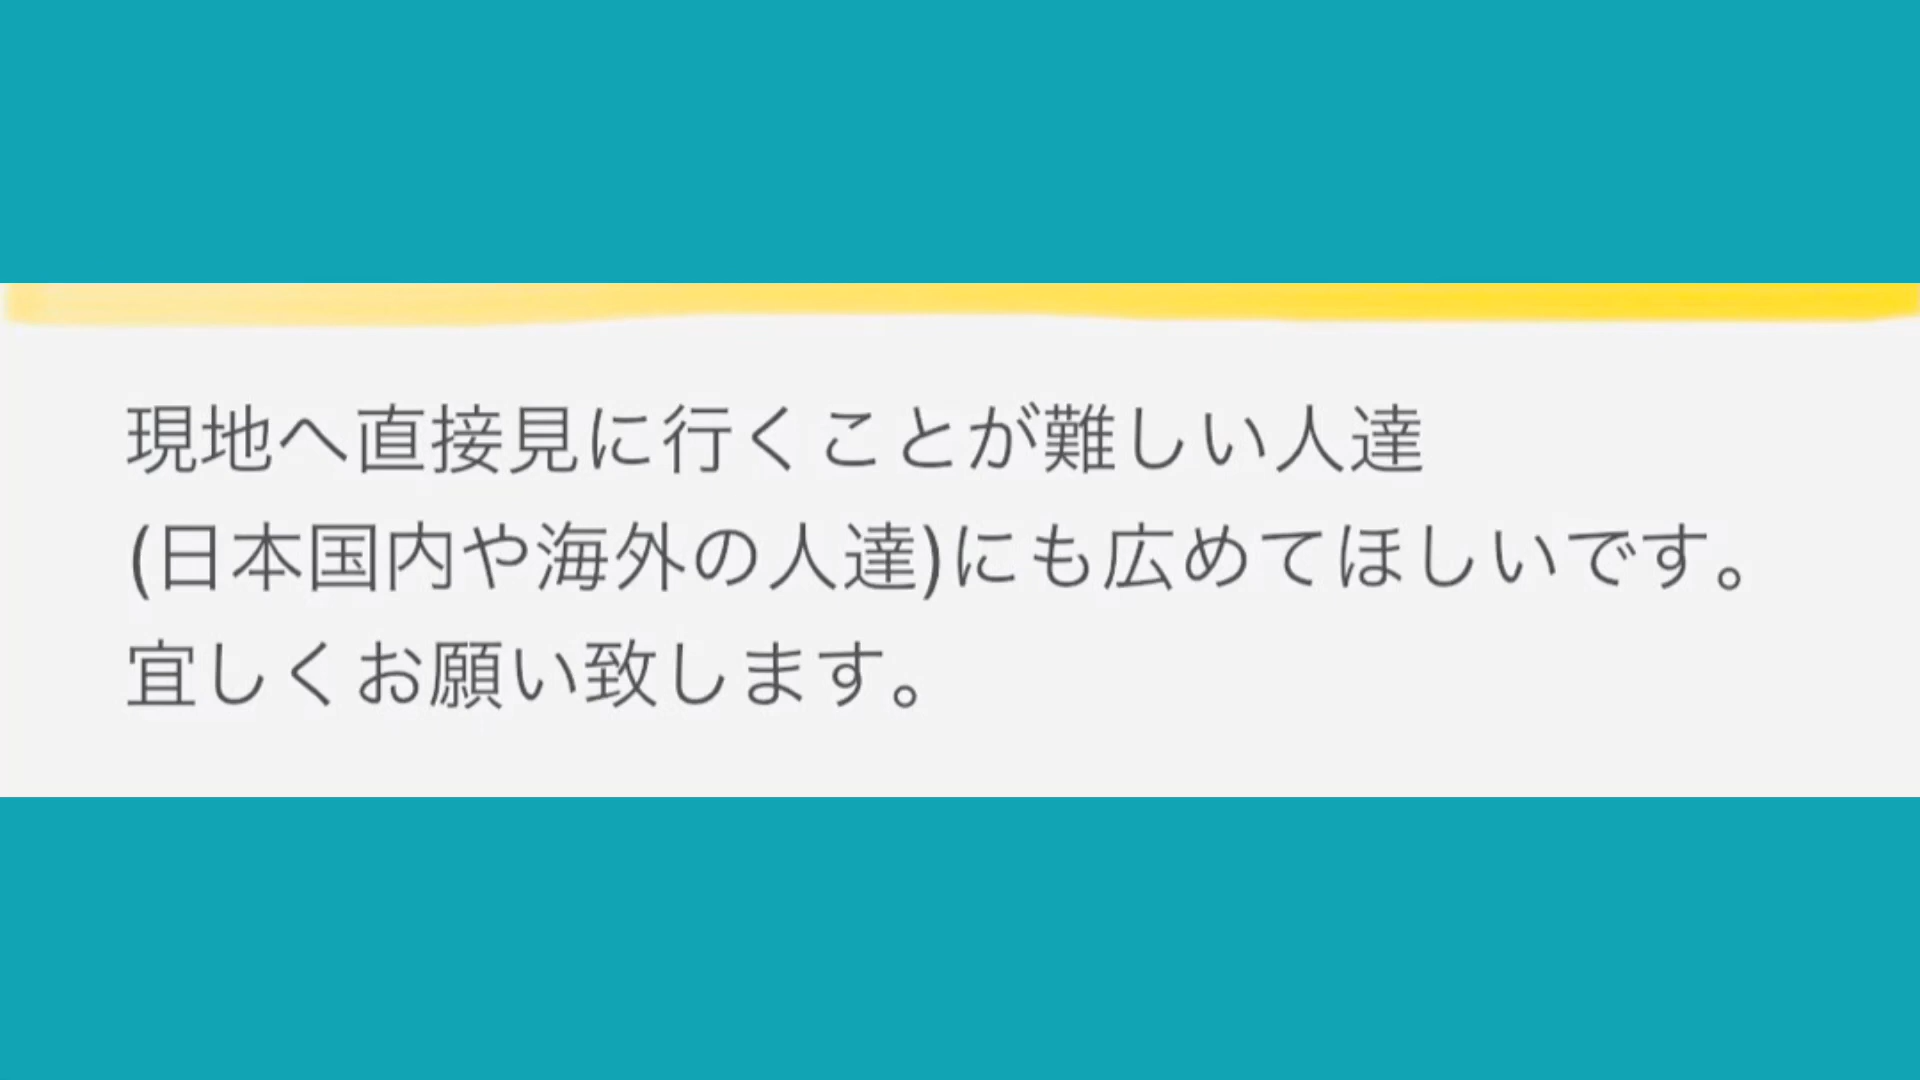 現地へ直接見に行くことが難しい人達
(日本国内や海外の人達)にも広めてほしいです。
宜しくお願い致します。